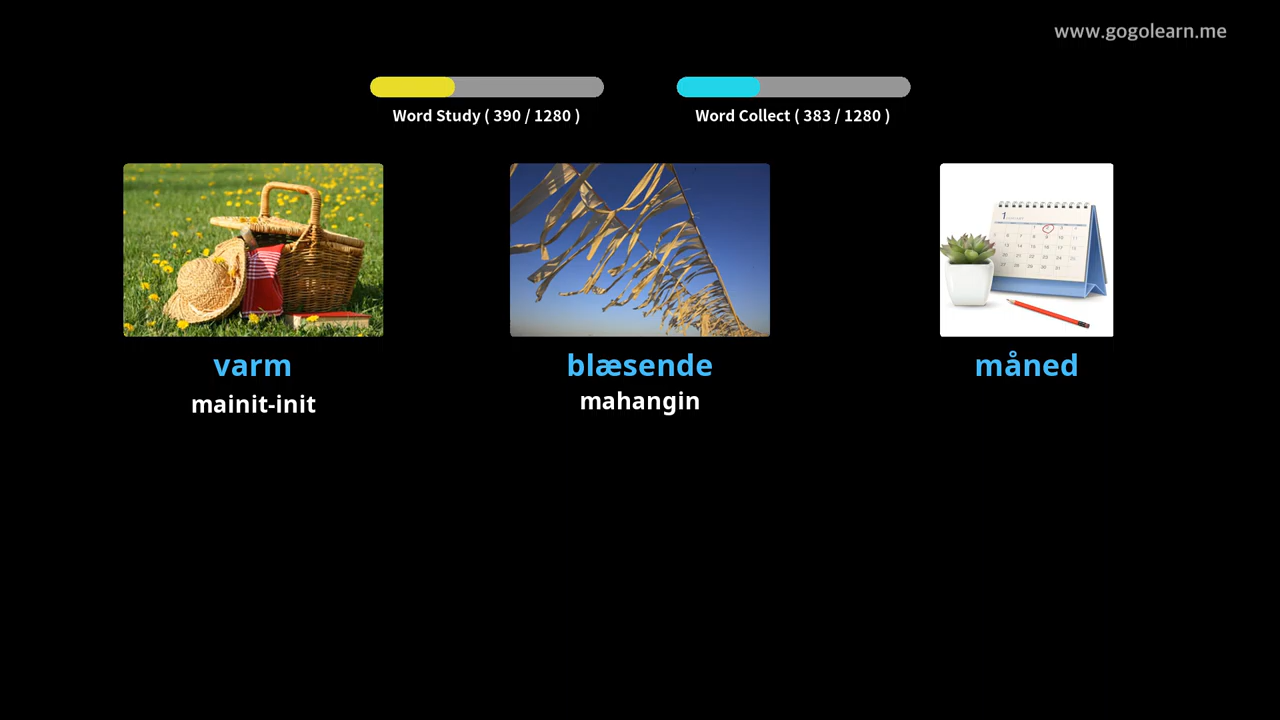 www.gogolearn.me
Word Study ( 390 / 1280 )
Word Collect ( 383 / 1280 )
varm
mainit-init
blæsende
mahangin
måned